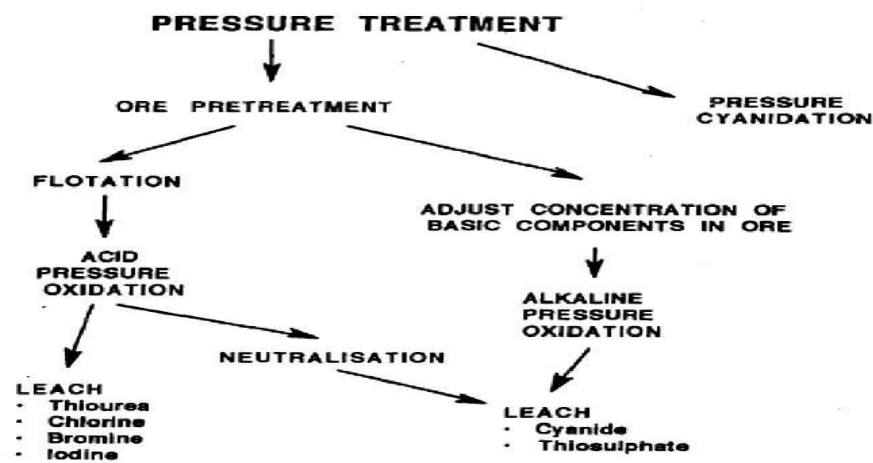 PRESSURE TREATMENT
ORE PRETREATMENT
PRESSURE
CYANIDATION
FLOTATION
ADJUST CONCENTRATION OF
BASIC COMPONENTS IN ORE
ACID
PRESSURE
OXIDATION
ALKALINE
PRESSURE
OXIDATION
NEUTRALISATION
LEACH
· Thiourea
· Chlorine
· Bromine
· Iodine
LEACH
· Cyanide
· Thiosulphate